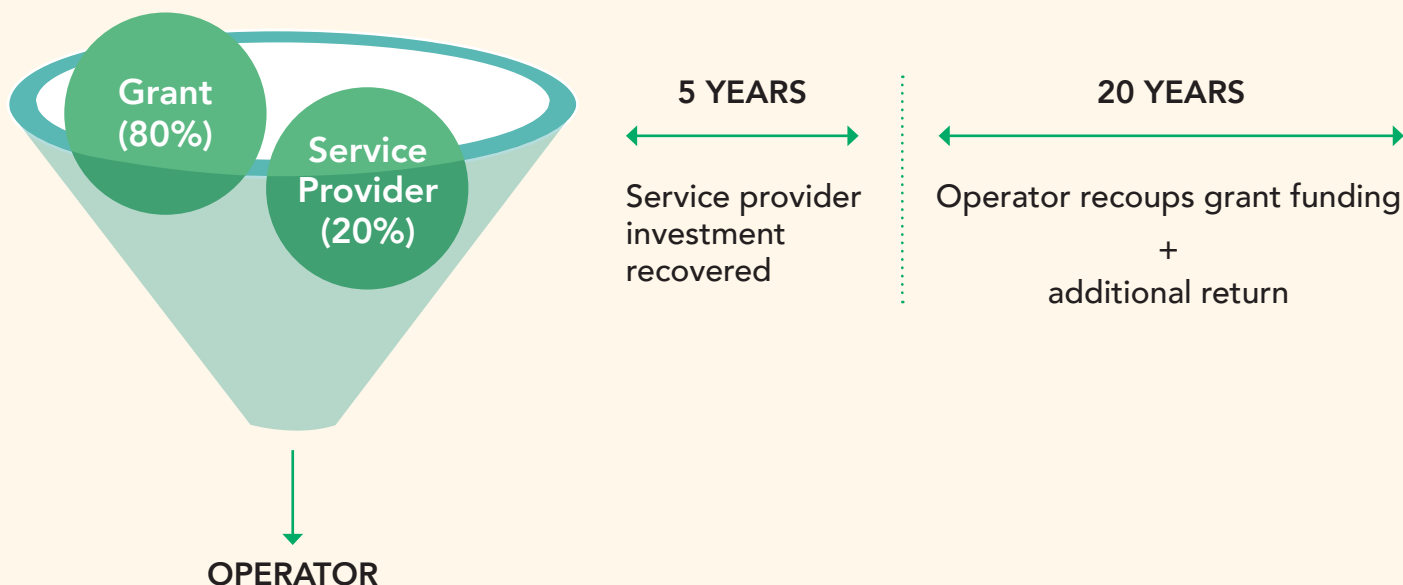 Grant
(80%)
Service
Provider
(20%)
OPERATOR
5 YEARS
Service provider
investment
recovered
20 YEARS
Operator recoups grant funding
+
additional return